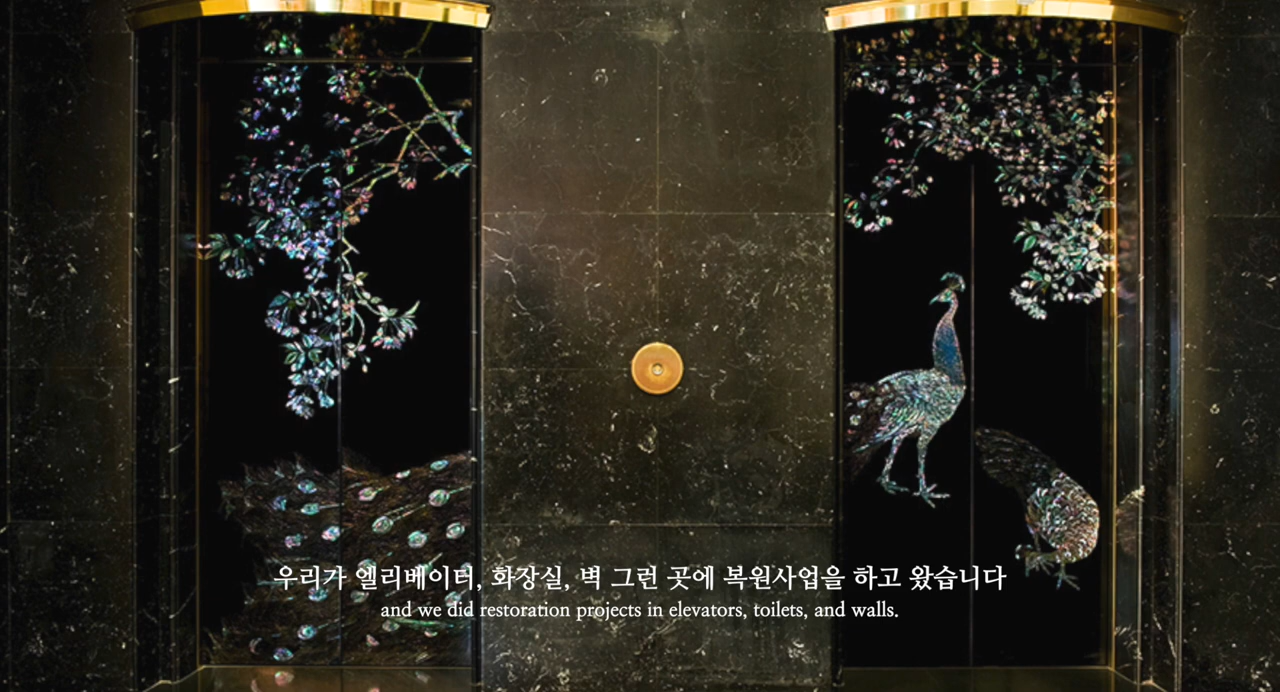 우리가 엘리베이터, 화장실, 벽 그런 곳에 복원사업을 하고 왔습니다
and we did restoration projects in elevators, toilets, and walls.